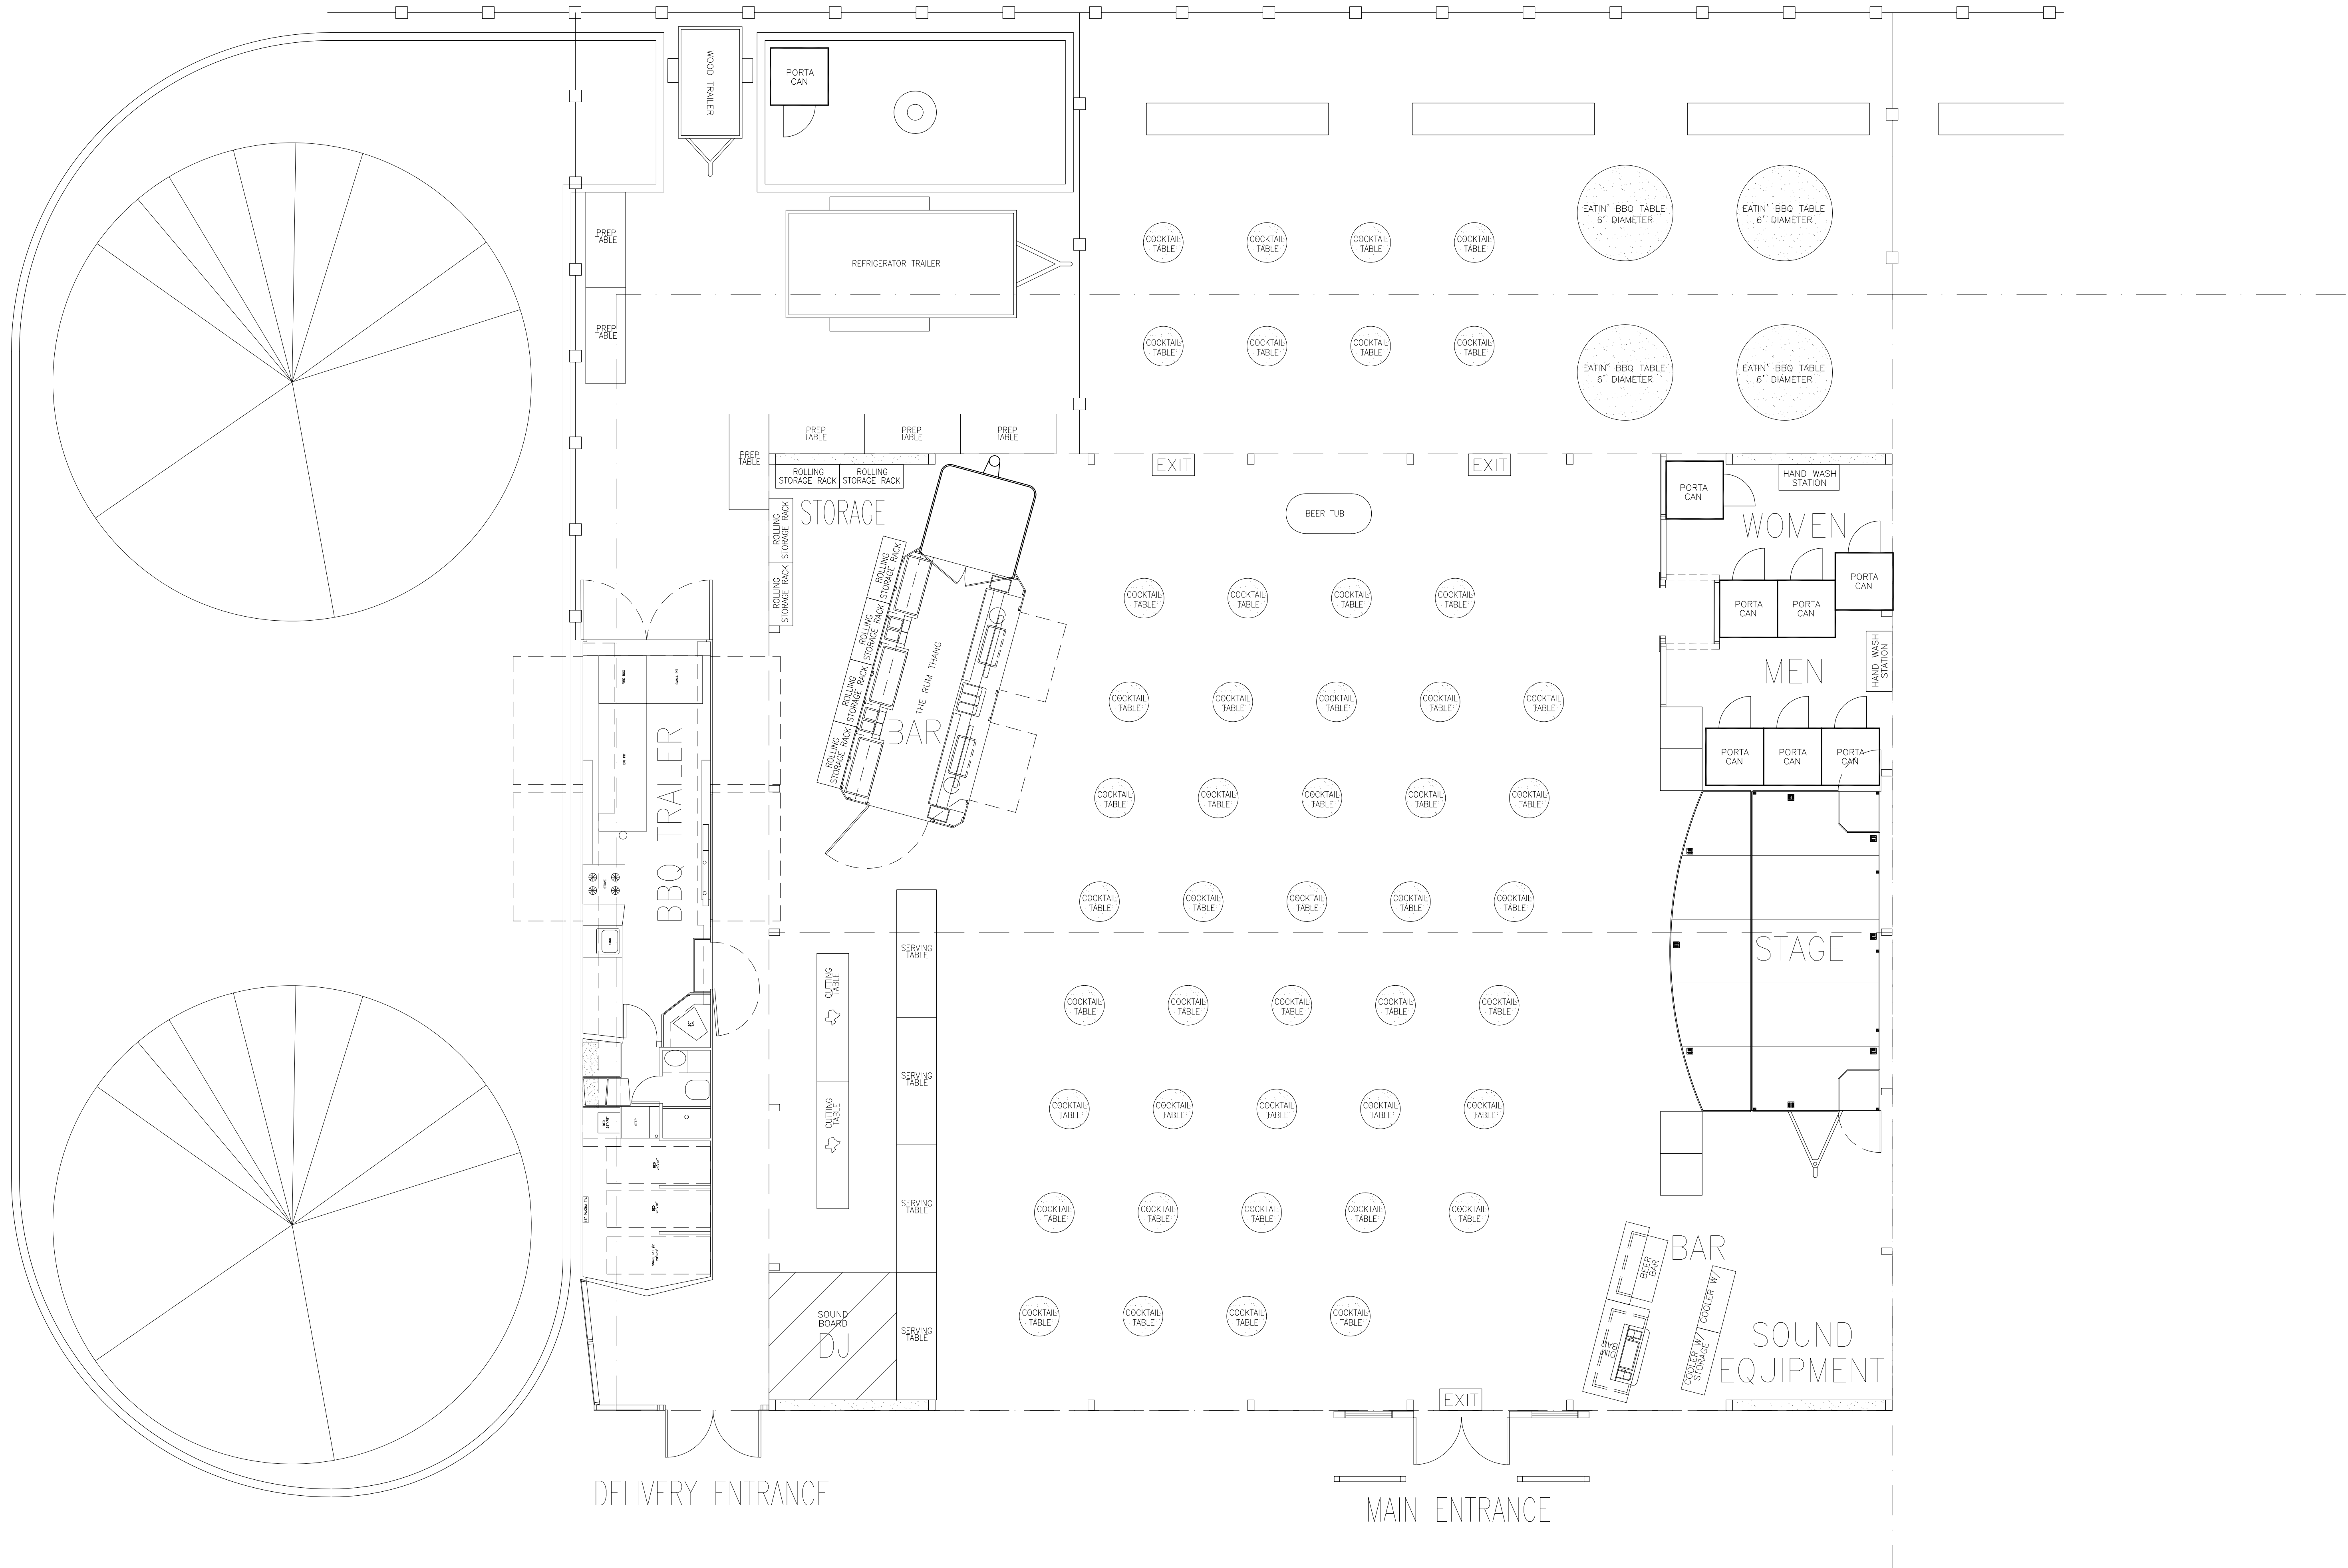 WOOD TRAILER
PORTA
CAN
PREP
TABLE
PREP
TABLE
REFRIGERATOR TRAILER
COCKTAIL
TABLE
COCKTAIL
TABLE
COCKTAIL
TABLE
COCKTAIL
TABLE
EATIN' BBQ TABLE
6' DIAMETER
EATIN' BBQ TABLE
6' DIAMETER
COCKTAIL
TABLE
COCKTAIL
TABLE
COCKTAIL
TABLE
COCKTAIL
TABLE
EATIN' BBQ TABLE
6' DIAMETER
EATIN' BBQ TABLE
6' DIAMETER
PREP
TABLE
PREP
TABLE
PREP
TABLE
PREP
TABLE
ROLLING
STORAGE RACK
ROLLING
STORAGE RACK
ROLLING
STORAGE RACK
ROLLING
STORAGE RACK
STORAGE
EXIT
EXIT
BEER TUB
PORTA
CAN
HAND WASH
STATION
WOMEN
PORTA
CAN
PORTA
CAN
PORTA
CAN
HAND WASH
STATION
MEN
PORTA
CAN
PORTA
CAN
PORTA
CAN
ROLLING
STORAGE RACK
ROLLING
STORAGE RACK
ROLLING
STORAGE RACK
ROLLING
STORAGE RACK
THE RUM THANG
BAR
BBQ TRAILER
FIRE BOX
SMALL PIT
BIG PIT
STOVE
SINK
COCKTAIL
TABLE
COCKTAIL
TABLE
COCKTAIL
TABLE
COCKTAIL
TABLE
COCKTAIL
TABLE
COCKTAIL
TABLE
COCKTAIL
TABLE
COCKTAIL
TABLE
COCKTAIL
TABLE
COCKTAIL
TABLE
COCKTAIL
TABLE
COCKTAIL
TABLE
COCKTAIL
TABLE
COCKTAIL
TABLE
COCKTAIL
TABLE
COCKTAIL
TABLE
COCKTAIL
TABLE
COCKTAIL
TABLE
COCKTAIL
TABLE
COCKTAIL
TABLE
COCKTAIL
TABLE
COCKTAIL
TABLE
COCKTAIL
TABLE
COCKTAIL
TABLE
COCKTAIL
TABLE
COCKTAIL
TABLE
COCKTAIL
TABLE
COCKTAIL
TABLE
COCKTAIL
TABLE
COCKTAIL
TABLE
COCKTAIL
TABLE
COCKTAIL
TABLE
COCKTAIL
TABLE
COCKTAIL
TABLE
COCKTAIL
TABLE
COCKTAIL
TABLE
COCKTAIL
TABLE
COCKTAIL
TABLE
STAGE
CUTTING
TABLE
CUTTING
TABLE
SERVING
TABLE
SERVING
TABLE
SERVING
TABLE
SERVING
TABLE
STEP
BED
BED
SOUND
BOARD
DJ
BAR
BEER
BAR
COOLER W/
COOLER W/
STORAGE
SOUND
EQUIPMENT
EXIT
DELIVERY ENTRANCE
MAIN ENTRANCE